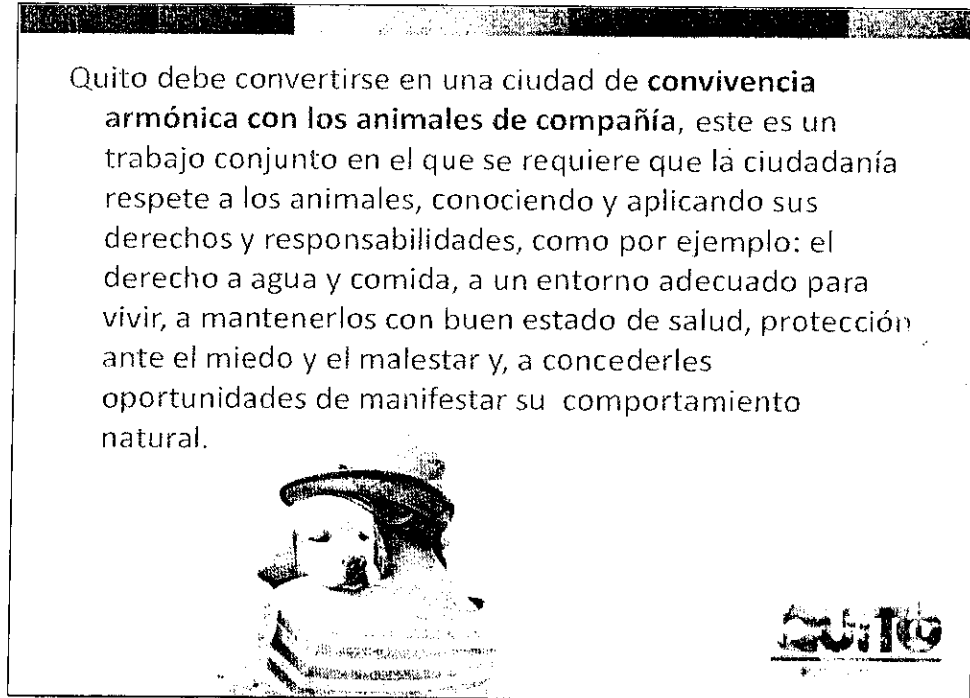 Quito debe convertirse en una ciudad de convivencia
armónica con los animales de compañía, este es un
trabajo conjunto en el que se requiere que la ciudadanía
respete a los animales, conociendo y aplicando sus
derechos y responsabilidades, como por ejemplo: el
derecho a agua y comida, a un entorno adecuado para
vivir, a mantenerlos con buen estado de salud, protección
ante el miedo y el malestar y, a concederles
oportunidades de manifestar su comportamiento
natural.
QUITO